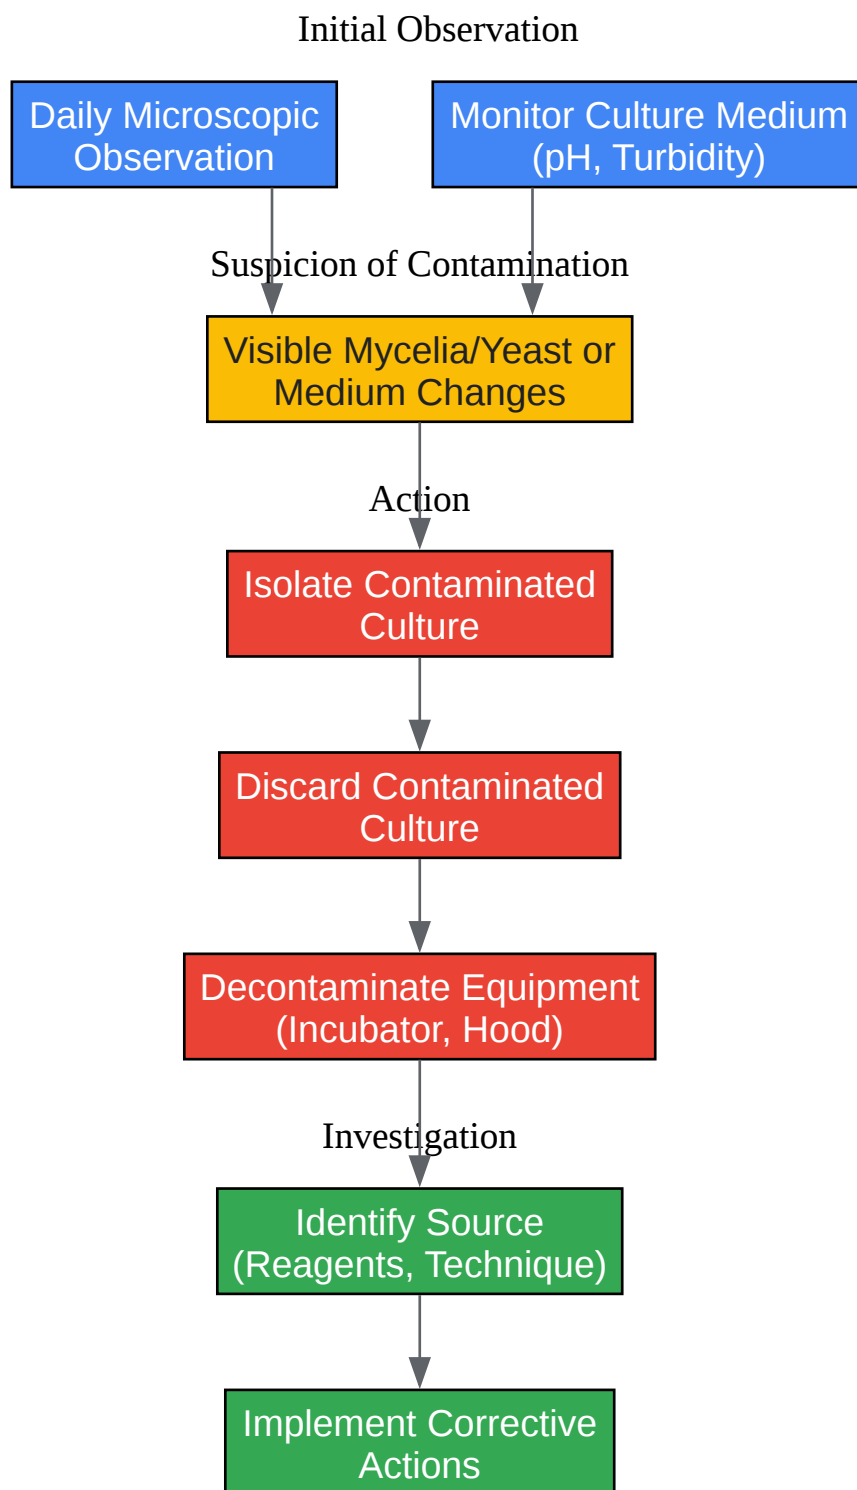 Initial Observation
Daily Microscopic
Observation
Monitor Culture Medium
(pH, Turbidity)
Suspicion of Contamination
Visible Mycelia/Yeast or
Medium Changes
Action
Isolate Contaminated
Culture
Discard Contaminated
Culture
Decontaminate Equipment
(Incubator, Hood)
Investigation
Identify Source
(Reagents, Technique)
Implement Corrective
Actions